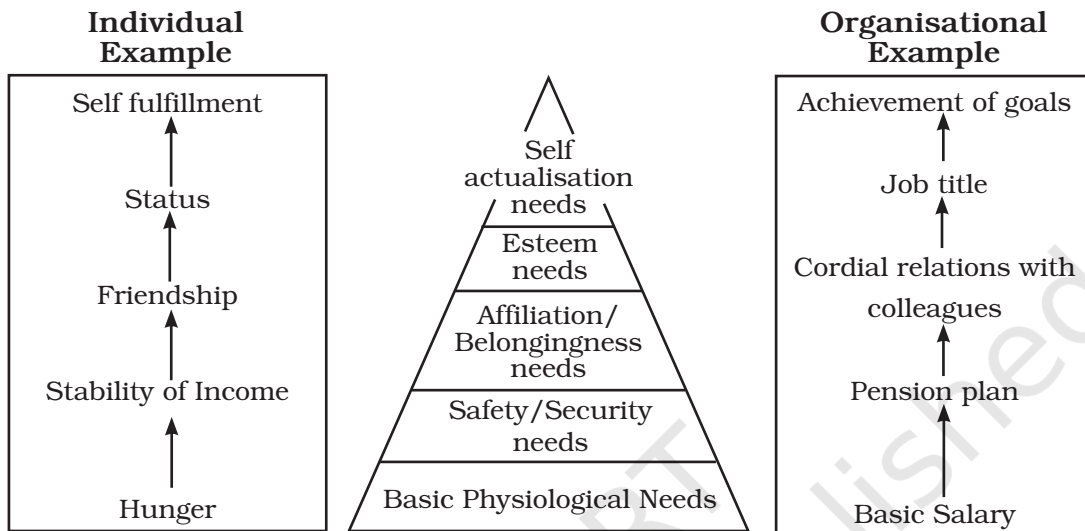 Individual
Example
Self fulfillment
Status
Friendship
Stability of Income
Hunger
Self
actualisation
needs
Esteem
needs
Affiliation/
Belongingness
needs
Safety/Security
needs
Basic Physiological Needs
Organisational
Example
Achievement of goals
Job title
Cordial relations with
colleagues
Pension plan
Basic Salary